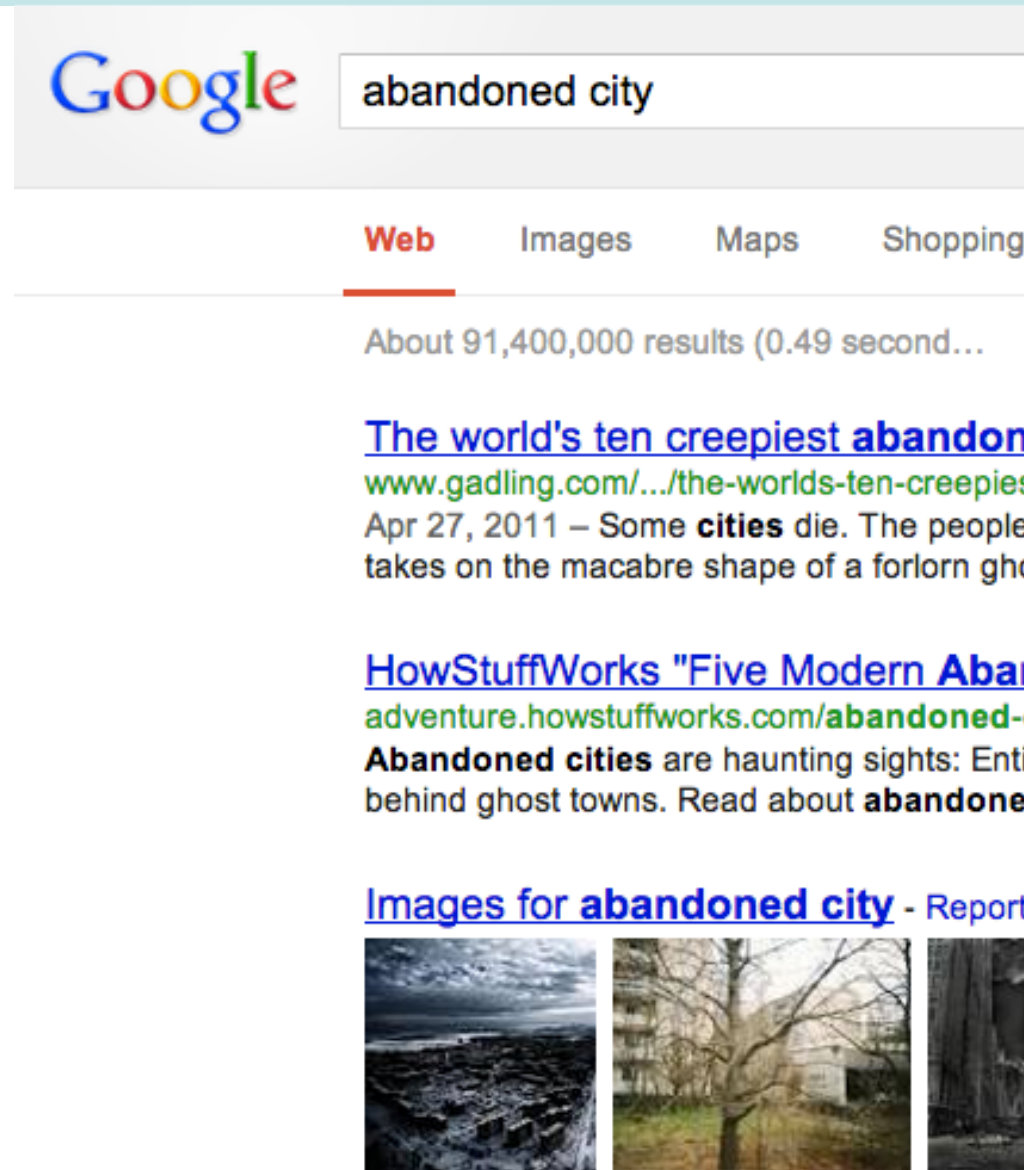 Google
abandoned city
Web Images Maps Shopping
About 91,400,000 results (0.49 second...
The world's ten creepiest abandon
www.gadling.com/.../the-worlds-ten-creepies
Apr 27, 2011 – Some cities die. The people
takes on the macabre shape of a forlorn gho
HowStuffWorks "Five Modern Aban
adventure.howstuffworks.com/abandoned-
Abandoned cities are haunting sights: Enti
behind ghost towns. Read about abandone
Images for abandoned city - Report